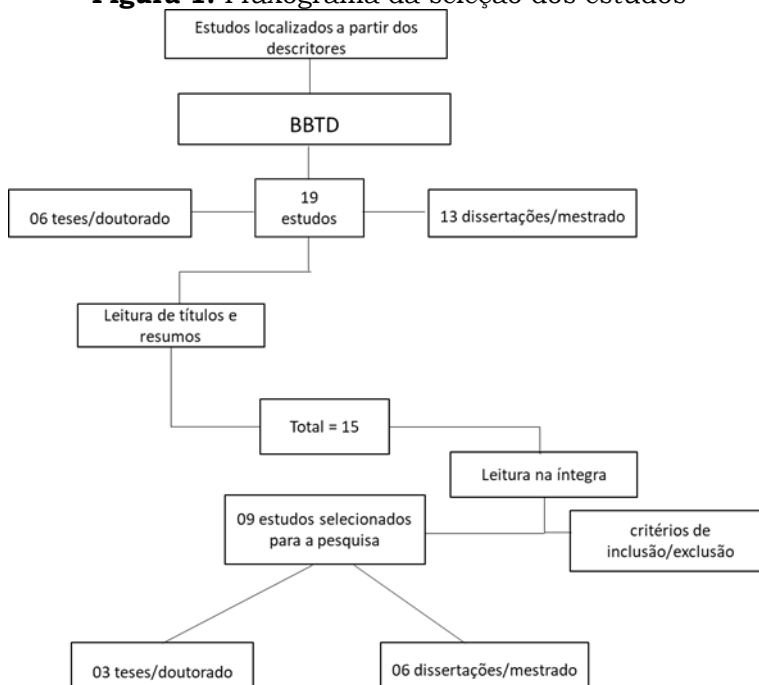 Figura 1. Fluxograma da seleção dos estudos
Estudos localizados a partir dos
descritores
BBTD
06 teses/doutorado
19
estudos
13 dissertações/mestrado
Leitura de títulos e
resumos
Total = 15
Leitura na íntegra
09 estudos selecionados
para a pesquisa
critérios de
inclusão/exclusão
03 teses/doutorado
06 dissertações/mestrado